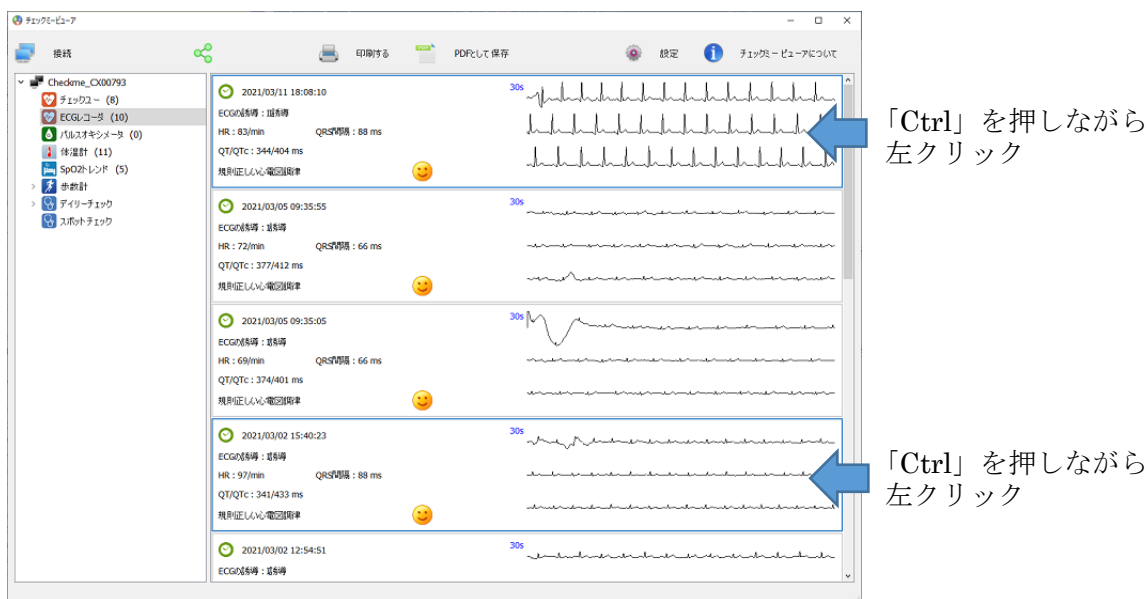 チェックミービューア
接続
印刷する
PDFとして保存
設定
チェックミービューアについて
Checkme_CX00793
チェックユー (8)
ECGレコーダ (10)
パルスオキシメータ (0)
体温計 (11)
SpO2トレンド (5)
歩数計
デイリーチェック
スポットチェック
2021/03/11 18:08:10
30s
ECGの誘導：II誘導
HR : 83/min QRS間隔 : 88 ms
QT/QTc : 344/404 ms
規則正しい心電図調律
2021/03/05 09:35:55
30s
ECGの誘導：I誘導
HR : 72/min QRS間隔 : 66 ms
QT/QTc : 377/412 ms
規則正しい心電図調律
2021/03/05 09:35:05
30s
ECGの誘導：I誘導
HR : 69/min QRS間隔 : 66 ms
QT/QTc : 374/401 ms
規則正しい心電図調律
2021/03/02 15:40:23
30s
ECGの誘導：I誘導
HR : 97/min QRS間隔 : 88 ms
QT/QTc : 341/433 ms
規則正しい心電図調律
2021/03/02 12:54:51
30s
ECGの誘導：I誘導
「Ctrl」を押しながら
左クリック
「Ctrl」を押しながら
左クリック